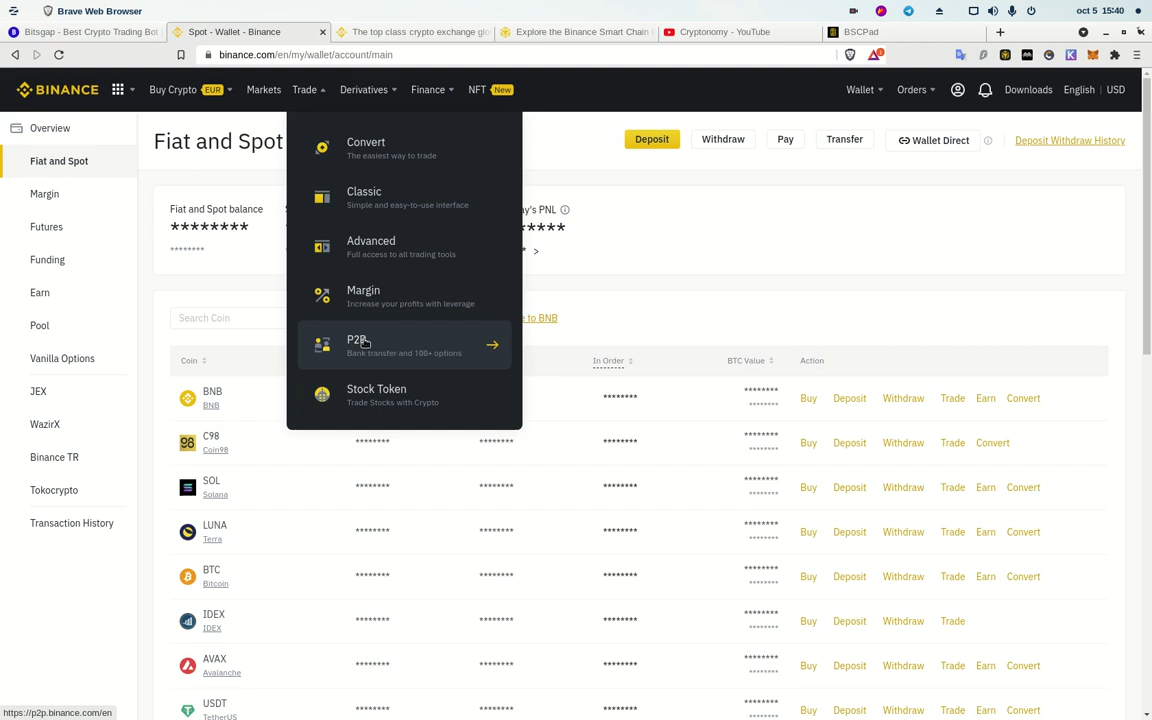 Brave Web Browser
oct 5 15:40
Bitsgap - Best Crypto Trading Bot
Spot - Wallet - Binance
The top class crypto exchange glo
Explore the Binance Smart Chain
Cryptonomy - YouTube
BSCPad
binance.com/en/my/wallet/account/main
BINANCE
Buy Crypto EUR
Markets
Trade
Derivatives
Finance
NFT New
Wallet
Orders
Downloads
English | USD
Overview
Fiat and Spot
Margin
Futures
Funding
Earn
Pool
Vanilla Options
JEX
WazirX
Binance TR
Tokocrypto
Transaction History
Fiat and Spot
Deposit
Withdrawal
Pay
Transfer
Wallet Direct
Deposit Withdraw History
Convert
The easiest way to trade
Classic
Simple and easy-to-use interface
Advanced
Full access to all trading tools
Margin
Increase your profits with leverage
P2P
Bank transfer and 100+ options
Stock Token
Trade Stocks with Crypto
Fiat and Spot balance
y's PNL
******** *****
******** * >
Search Coin
e to BNB
Coin
In Order
BTC Value
Action
BNB
BNB
******** ******** ********
Buy Deposit Withdraw Trade Earn Convert
C98
Coin98
******** ******** ******** ******** ********
Buy Deposit Withdraw Trade Convert
SOL
Solana
******** ******** ******** ******** ********
Buy Deposit Withdraw Trade Earn Convert
LUNA
Terra
******** ******** ******** ******** ********
Buy Deposit Withdraw Trade Earn Convert
BTC
Bitcoin
******** ******** ******** ******** ********
Buy Deposit Withdraw Trade Earn Convert
IDEX
IDEX
******** ******** ******** ******** ********
Buy Deposit Withdraw Trade
AVAX
Avalanche
******** ******** ******** ******** ********
Buy Deposit Withdraw Trade Earn Convert
USDT
TetherUS
******** ******** ******** ******** ********
Buy Deposit Withdraw Trade Earn Convert
https://p2p.binance.com/en